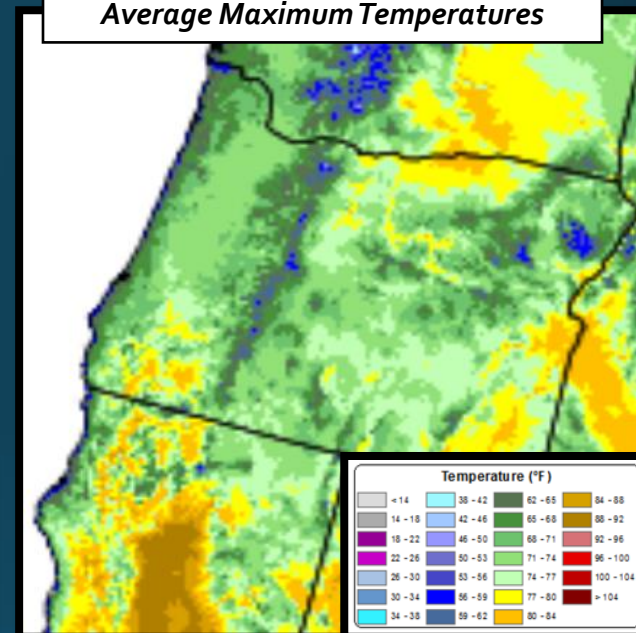 Average Maximum Temperatures
Temperature (°F)
< 14 38 - 42 62 - 65 84 - 88
14 - 18 42 - 46 65 - 68 88 - 92
18 - 22 46 - 50 68 - 71 92 - 96
22 - 26 50 - 53 71 - 74 96 - 100
26 - 30 53 - 56 74 - 77 100 - 104
30 - 34 56 - 59 77 - 80 > 104
34 - 38 59 - 62 80 - 84